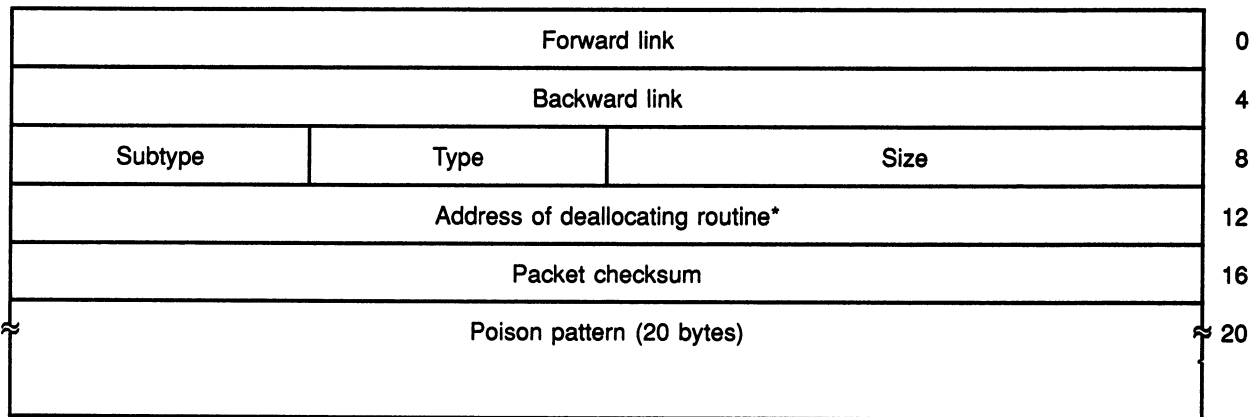 Forward link 0
Backward link 4
Subtype Type Size 8
Address of deallocating routine* 12
Packet checksum 16
Poison pattern (20 bytes) 20